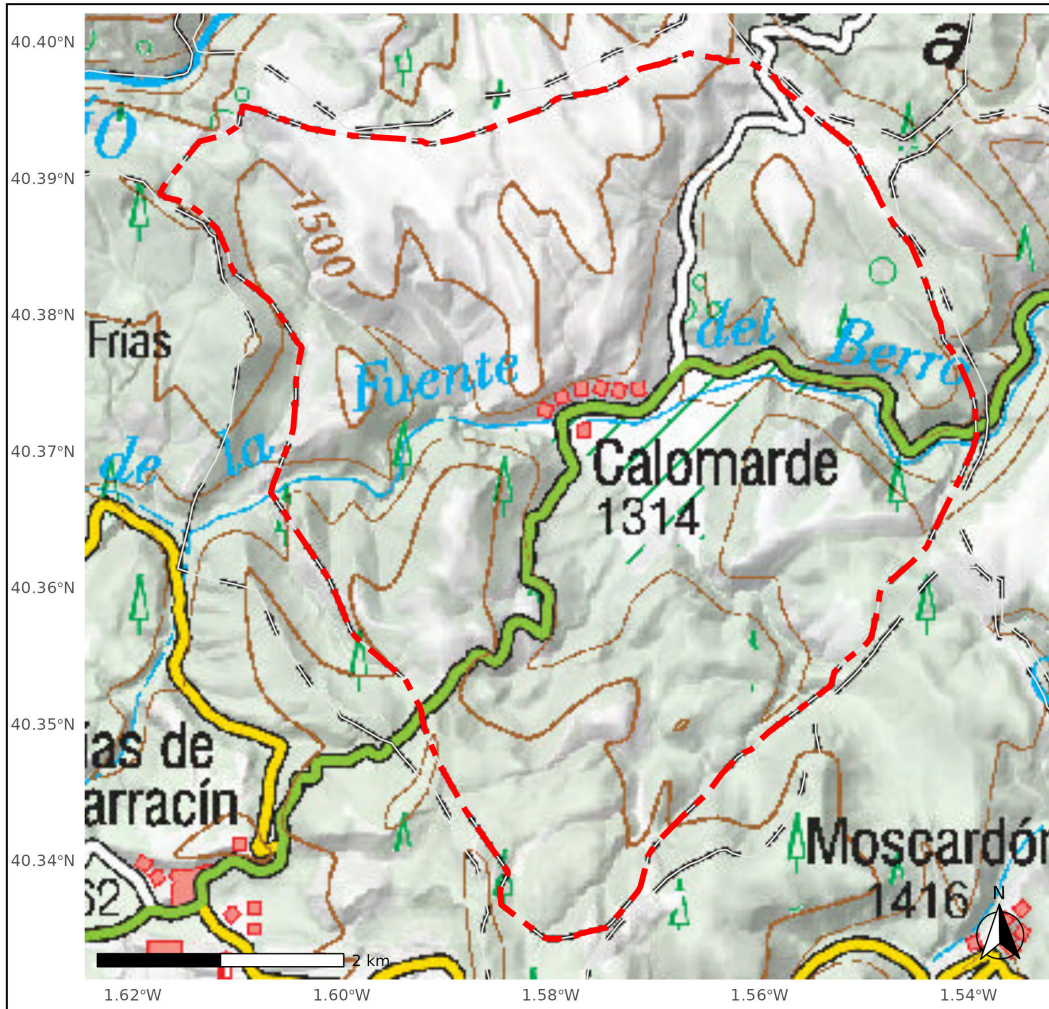 40.40°N
40.39°N
40.38°N
40.37°N
40.36°N
40.35°N
40.34°N
a
O
1500
Frías
de la Fuente del Berro
Calomarde
1314
ías de
arracín
62
Moscardón
1416
N
2 km
1.62°W
1.60°W
1.58°W
1.56°W
1.54°W